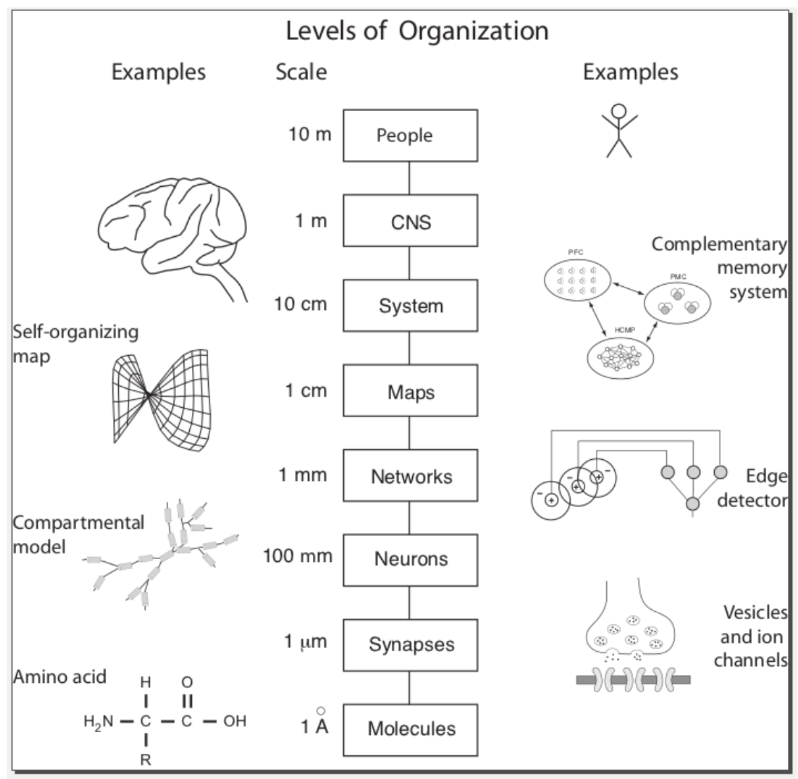 Levels of Organization
Examples
Scale
Examples
10 m
People
1 m
CNS
Complementary
memory
system
PFC
PMC
HCMP
10 cm
System
Self-organizing
map
1 cm
Maps
1 mm
Networks
Edge
detector
- + - + - +
Compartmental
model
100 mm
Neurons
1 μm
Synapses
Vesicles
and ion
channels
Amino acid
H O
H₂N C C OH
R
1 Å
Molecules